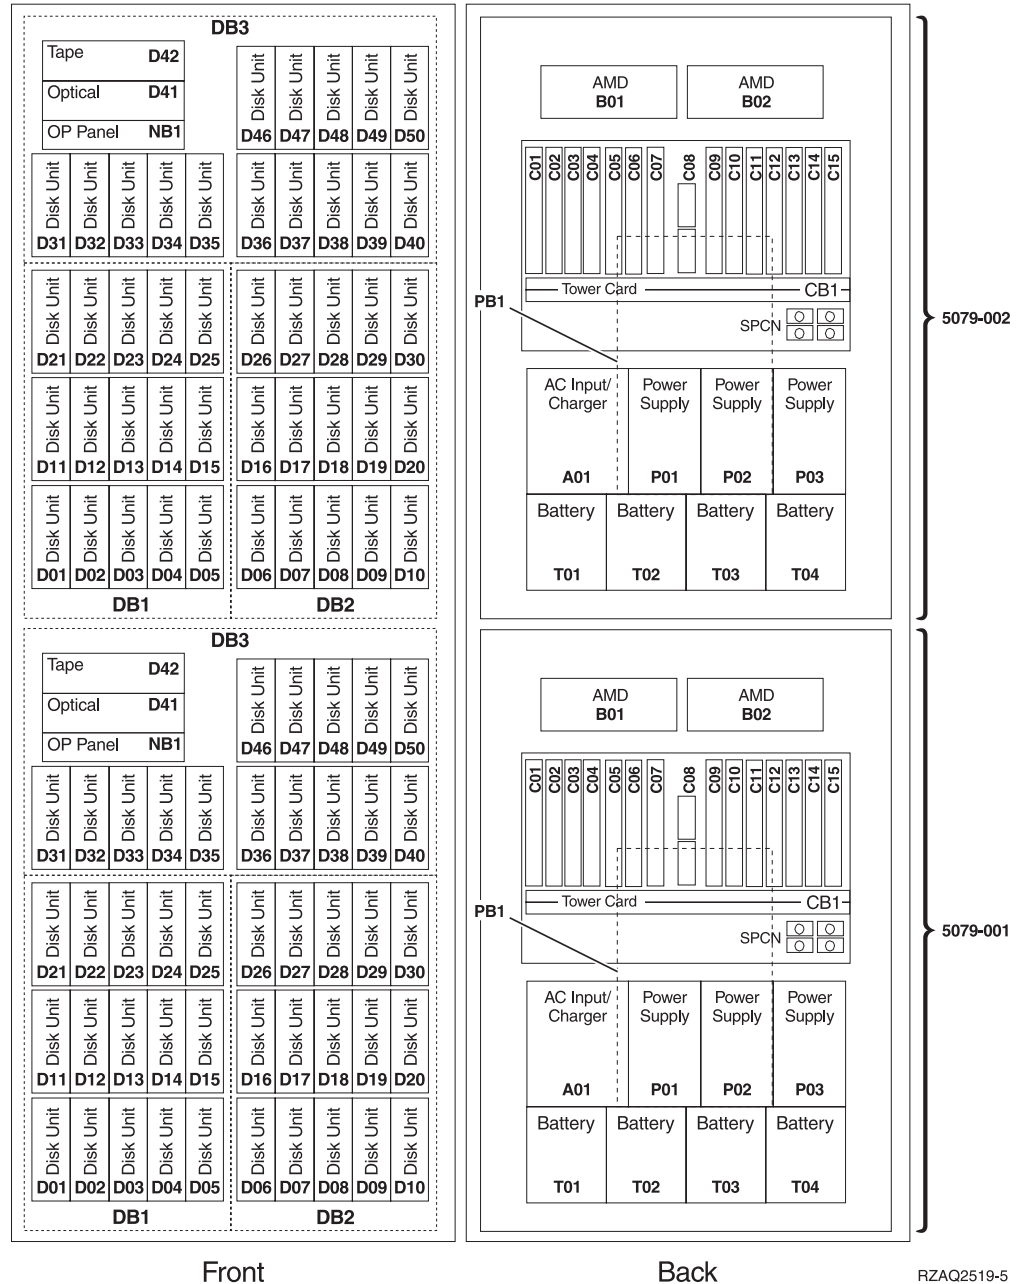 DB3
Tape D42
Optical D41
OP Panel NB1
Disk Unit Disk Unit Disk Unit Disk Unit Disk Unit
D46 D47 D48 D49 D50
Disk Unit Disk Unit Disk Unit Disk Unit Disk Unit Disk Unit Disk Unit Disk Unit Disk Unit Disk Unit
D31 D32 D33 D34 D35 D36 D37 D38 D39 D40
Disk Unit Disk Unit Disk Unit Disk Unit Disk Unit Disk Unit Disk Unit Disk Unit Disk Unit Disk Unit
D21 D22 D23 D24 D25 D26 D27 D28 D29 D30
Disk Unit Disk Unit Disk Unit Disk Unit Disk Unit Disk Unit Disk Unit Disk Unit Disk Unit Disk Unit
D11 D12 D13 D14 D15 D16 D17 D18 D19 D20
Disk Unit Disk Unit Disk Unit Disk Unit Disk Unit Disk Unit Disk Unit Disk Unit Disk Unit Disk Unit
D01 D02 D03 D04 D05 D06 D07 D08 D09 D10
DB1 DB2
DB3
Tape D42
Optical D41
OP Panel NB1
Disk Unit Disk Unit Disk Unit Disk Unit Disk Unit
D46 D47 D48 D49 D50
Disk Unit Disk Unit Disk Unit Disk Unit Disk Unit Disk Unit Disk Unit Disk Unit Disk Unit Disk Unit
D31 D32 D33 D34 D35 D36 D37 D38 D39 D40
Disk Unit Disk Unit Disk Unit Disk Unit Disk Unit Disk Unit Disk Unit Disk Unit Disk Unit Disk Unit
D21 D22 D23 D24 D25 D26 D27 D28 D29 D30
Disk Unit Disk Unit Disk Unit Disk Unit Disk Unit Disk Unit Disk Unit Disk Unit Disk Unit Disk Unit
D11 D12 D13 D14 D15 D16 D17 D18 D19 D20
Disk Unit Disk Unit Disk Unit Disk Unit Disk Unit Disk Unit Disk Unit Disk Unit Disk Unit Disk Unit
D01 D02 D03 D04 D05 D06 D07 D08 D09 D10
DB1 DB2
Front
AMD AMD
B01 B02
C01 C02 C03 C04 C05 C06 C07 C08 C09 C10 C11 C12 C13 C14 C15
Tower Card CB1
PB1
SPCN
5079-002
AC Input/ Power Power Power
Charger Supply Supply Supply
A01 P01 P02 P03
Battery Battery Battery Battery
T01 T02 T03 T04
AMD AMD
B01 B02
C01 C02 C03 C04 C05 C06 C07 C08 C09 C10 C11 C12 C13 C14 C15
Tower Card CB1
PB1
SPCN
5079-001
AC Input/ Power Power Power
Charger Supply Supply Supply
A01 P01 P02 P03
Battery Battery Battery Battery
T01 T02 T03 T04
Back
RZAQ2519-5